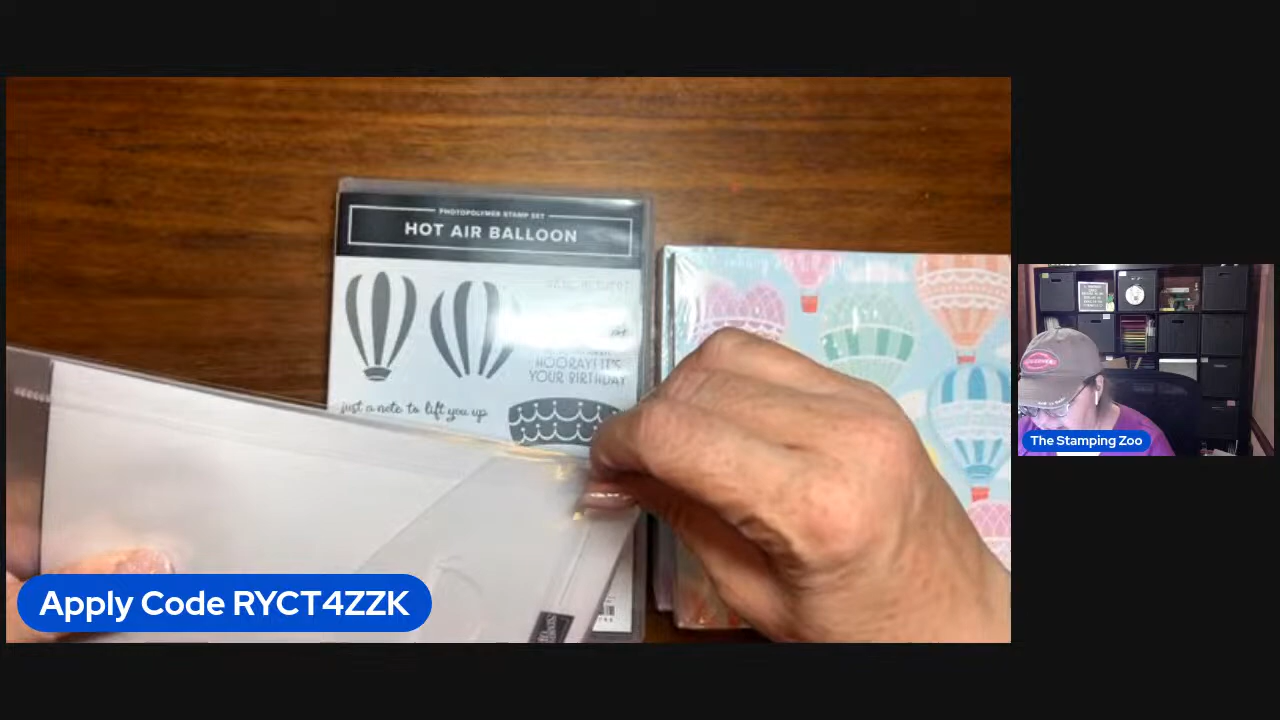 PHOTOPOLYMER STAMP SET
HOT AIR BALLOON
HOORAY! IT'S
YOUR BIRTHDAY
just a note to lift you up
Apply Code RYCT4ZZK
The Stamping Zoo